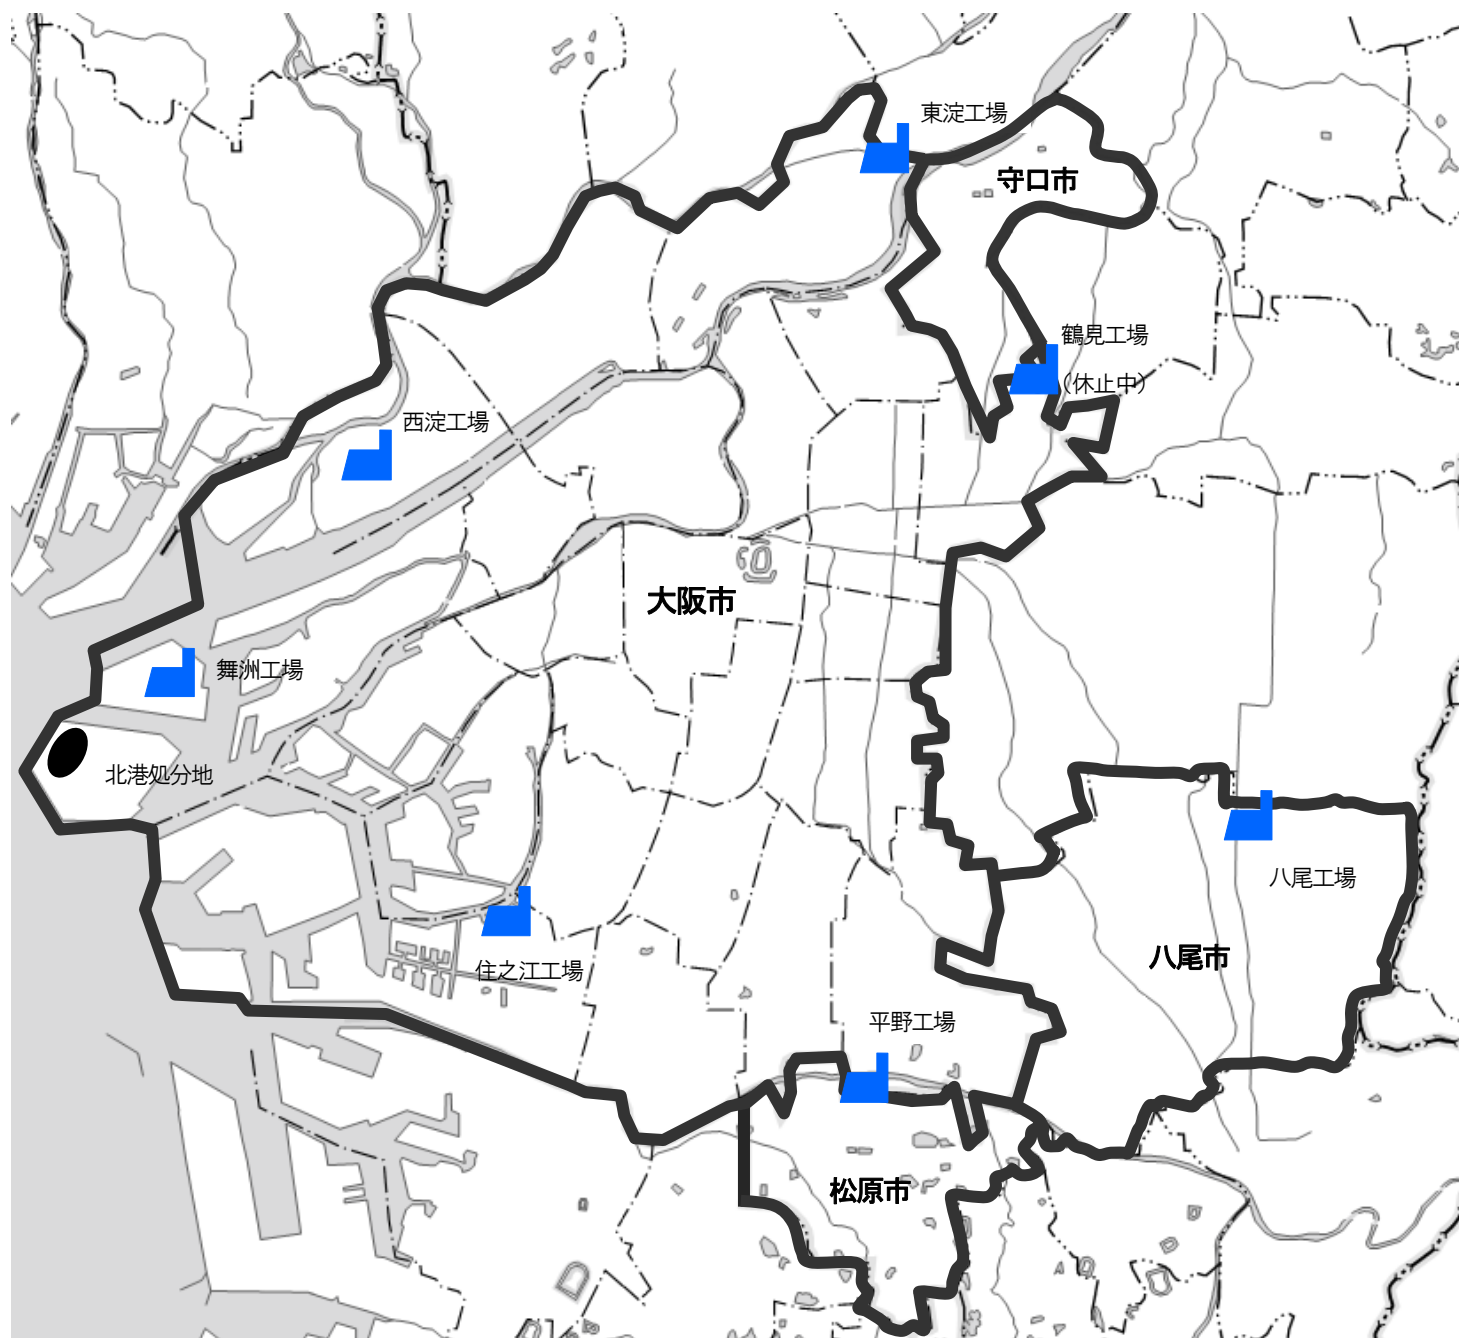 東淀工場
守口市
鶴見工場
（休止中）
西淀工場
大阪市
舞洲工場
北港処分地
八尾工場
八尾市
住之江工場
平野工場
松原市